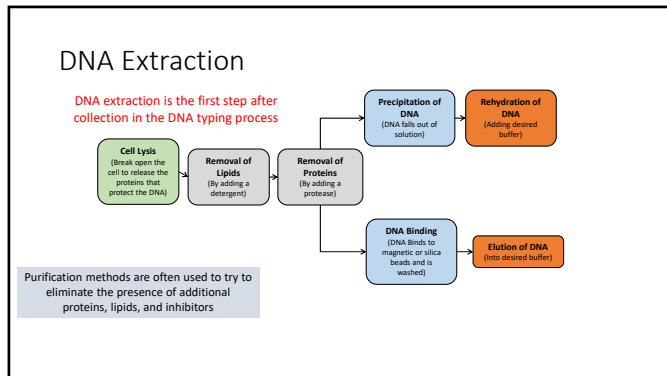 DNA Extraction
DNA extraction is the first step after
collection in the DNA typing process
Cell Lysis
(Break open the
cell to release the
proteins that
protect the DNA)
Removal of
Lipids
(By adding a
detergent)
Removal of
Proteins
(By adding a
protease)
Precipitation of
DNA
(DNA falls out of
solution)
Rehydration of
DNA
(Adding desired
buffer)
DNA Binding
(DNA Binds to
magnetic or silica
beads and is
washed)
Elution of DNA
(Into desired buffer)
Purification methods are often used to try to
eliminate the presence of additional
proteins, lipids, and inhibitors